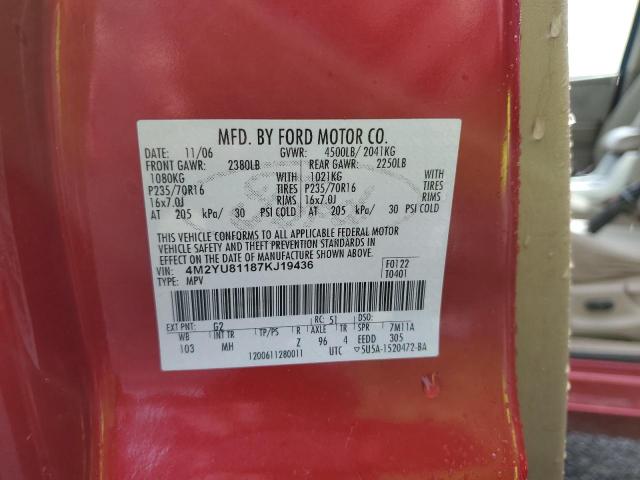 MFD. BY FORD MOTOR CO.
DATE: 11/06 GVWR: 4500LB/ 2041KG
FRONT GAWR: 2380LB REAR GAWR: 2250LB
1080KG WITH 1021KG WITH
P235/70R16 TIRES P235/70R16 TIRES
16x7.0J RIMS 16x7.0J RIMS
AT 205 kPa/ 30 PSI COLD AT 205 kPa/ 30 PSI COLD
THIS VEHICLE CONFORMS TO ALL APPLICABLE FEDERAL MOTOR
VEHICLE SAFETY AND THEFT PREVENTION STANDARDS IN
EFFECT ON THE DATE OF MANUFACTURE SHOWN ABOVE.
VIN: 4M2YU81187KJ19436 F0122
TYPE: MPV T0401
EXT PNT: G2 RC: 51 DSO:
WB INT TR TP/PS R AXLE TR SPR 7M11A
103 MH Z 96 4 EEDD 305
1200611280011 UTC 5U5A-1520472-BA